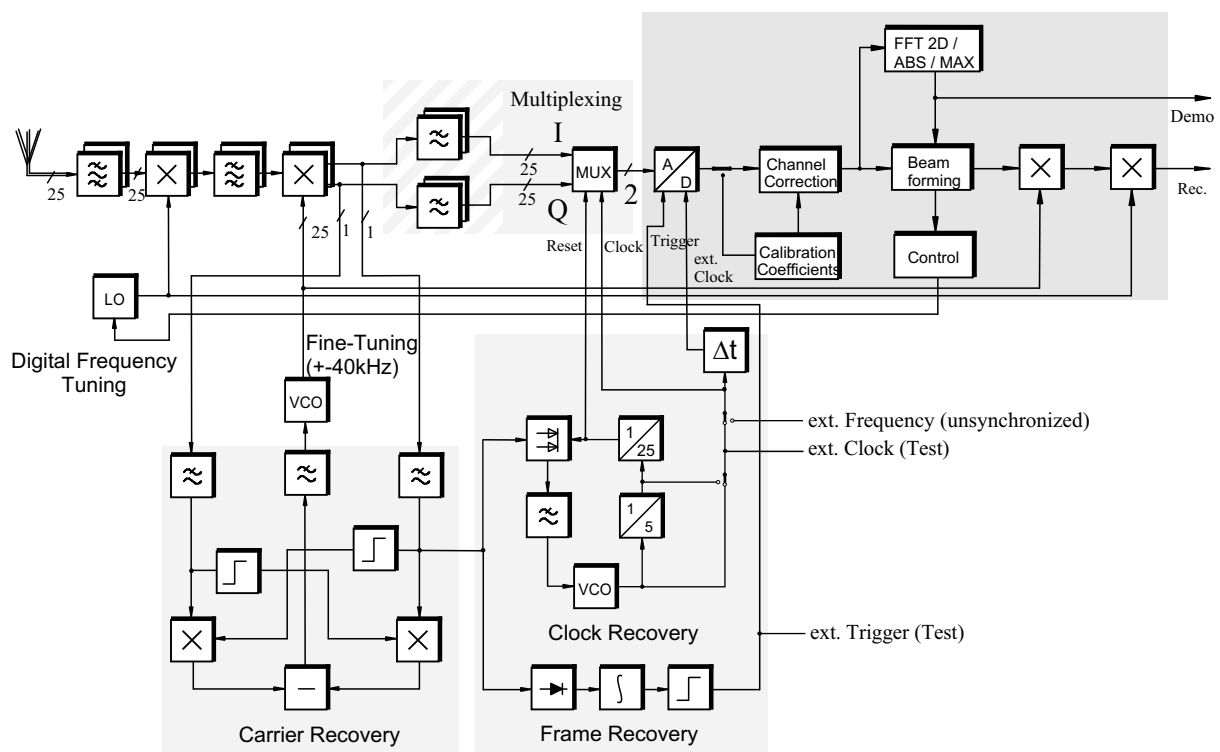 FFT 2D /
ABS / MAX
Demo
Multiplexing
I
25
25
25
25
MUX
2
A
D
Channel
Correction
Beam
forming
Rec.
Q
25
1
1
Reset
Clock
Trigger
ext.
Clock
Calibration
Coefficients
Control
LO
Digital Frequency
Tuning
Fine-Tuning
(+-40kHz)
VCO
Δt
ext. Frequency (unsynchronized)
ext. Clock (Test)
1
25
1
5
VCO
Clock Recovery
ext. Trigger (Test)
Carrier Recovery
Frame Recovery